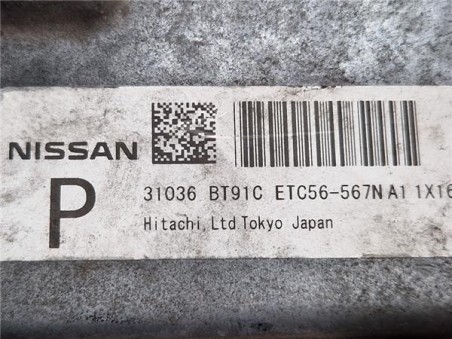 NISSAN
P
31036 BT91C ETC56-567N A1 1X16
Hitachi, Ltd. Tokyo Japan